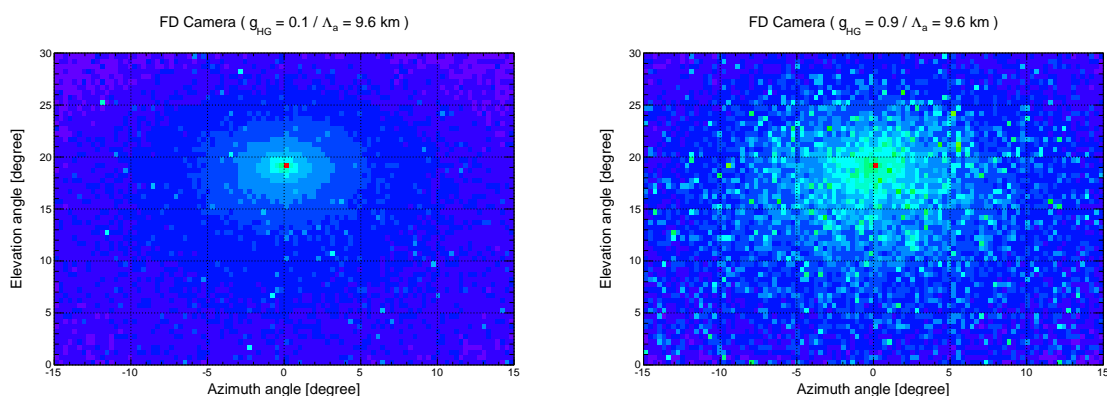 FD Camera ( g_HG = 0.1 / Λ_a = 9.6 km )
Elevation angle [degree]
30
25
20
15
10
5
0
-15 -10 -5 0 5 10 15
Azimuth angle [degree]
FD Camera ( g_HG = 0.9 / Λ_a = 9.6 km )
Elevation angle [degree]
30
25
20
15
10
5
0
-15 -10 -5 0 5 10 15
Azimuth angle [degree]